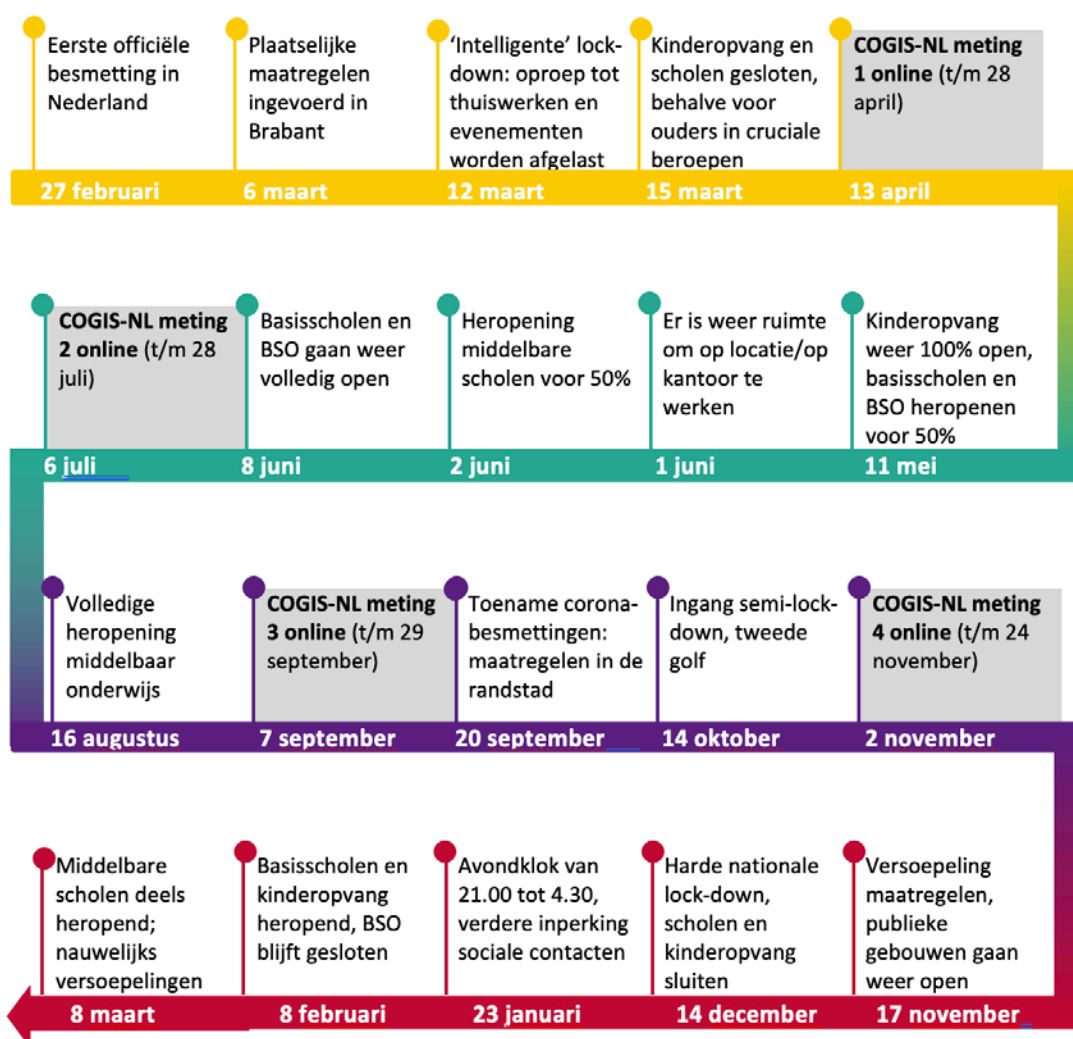 Eerste officiële
besmetting in
Nederland
27 februari
Plaatselijke
maatregelen
ingevoerd in
Brabant
6 maart
‘Intelligente’ lock-
down: oproep tot
thuiswerken en
evenementen
worden afgelast
12 maart
Kinderopvang en
scholen gesloten,
behalve voor
ouders in cruciale
beroepen
15 maart
COGIS-NL meting
1 online (t/m 28
april)
13 april
Kinderopvang
weer 100% open,
basisscholen en
BSO heropenen
voor 50%
11 mei
Er is weer ruimte
om op locatie/op
kantoor te
werken
1 juni
Heropening
middelbare
scholen voor 50%
2 juni
Basisscholen en
BSO gaan weer
volledig open
8 juni
COGIS-NL meting
2 online (t/m 28
juli)
6 juli
Volledige
heropening
middelbaar
onderwijs
16 augustus
COGIS-NL meting
3 online (t/m 29
september)
7 september
Toename corona-
besmettingen:
maatregelen in de
randstad
20 september
Ingang semi-lock-
down, tweede
golf
14 oktober
COGIS-NL meting
4 online (t/m 24
november)
2 november
Versoepeling
maatregelen,
publieke
gebouwen gaan
weer open
17 november
Harde nationale
lock-down,
scholen en
kinderopvang
sluiten
14 december
Avondklok van
21.00 tot 4.30,
verdere inperking
sociale contacten
23 januari
Basisscholen en
kinderopvang
heropend, BSO
blijft gesloten
8 februari
Middelbare
scholen deels
heropend;
nauwelijks
versoepelingen
8 maart